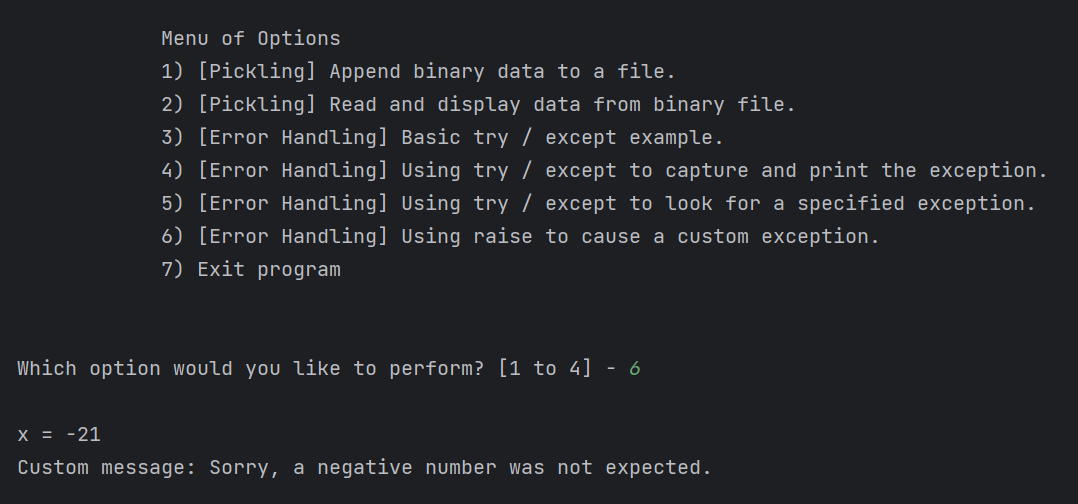 Menu of Options
1) [Pickling] Append binary data to a file.
2) [Pickling] Read and display data from binary file.
3) [Error Handling] Basic try / except example.
4) [Error Handling] Using try / except to capture and print the exception.
5) [Error Handling] Using try / except to look for a specified exception.
6) [Error Handling] Using raise to cause a custom exception.
7) Exit program
Which option would you like to perform? [1 to 4] - 6
x = -21
Custom message: Sorry, a negative number was not expected.